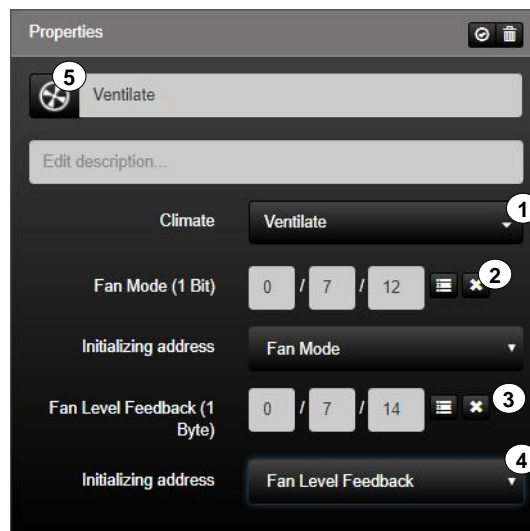 Properties
5
Ventilate
Edit description...
Climate Ventilate 1
Fan Mode (1 Bit) 0 / 7 / 12 2
Initializing address Fan Mode
Fan Level Feedback (1 Byte) 0 / 7 / 14 3
Initializing address Fan Level Feedback 4